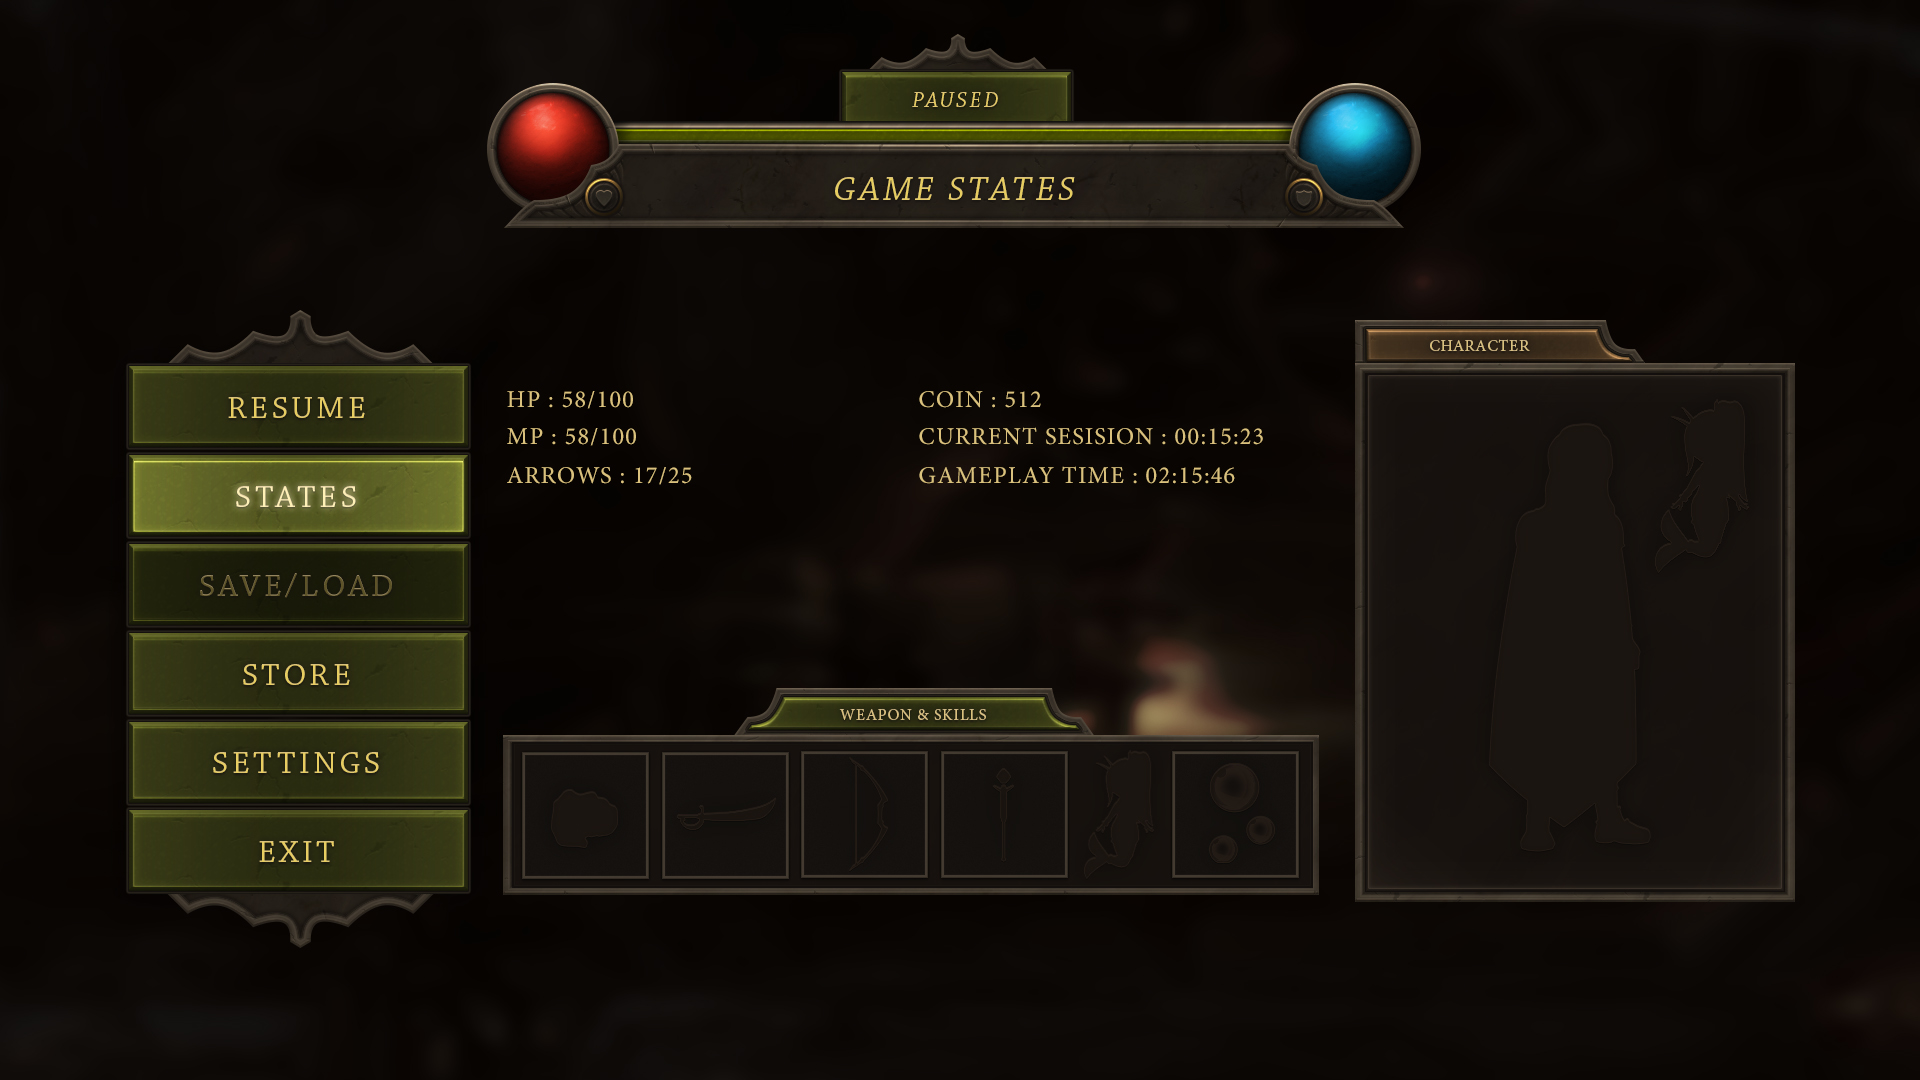 PAUSED
GAME STATES
RESUME
STATES
SAVE/LOAD
STORE
SETTINGS
EXIT
HP : 58/100
MP : 58/100
ARROWS : 17/25
COIN : 512
CURRENT SESISION : 00:15:23
GAMEPLAY TIME : 02:15:46
CHARACTER
WEAPON & SKILLS